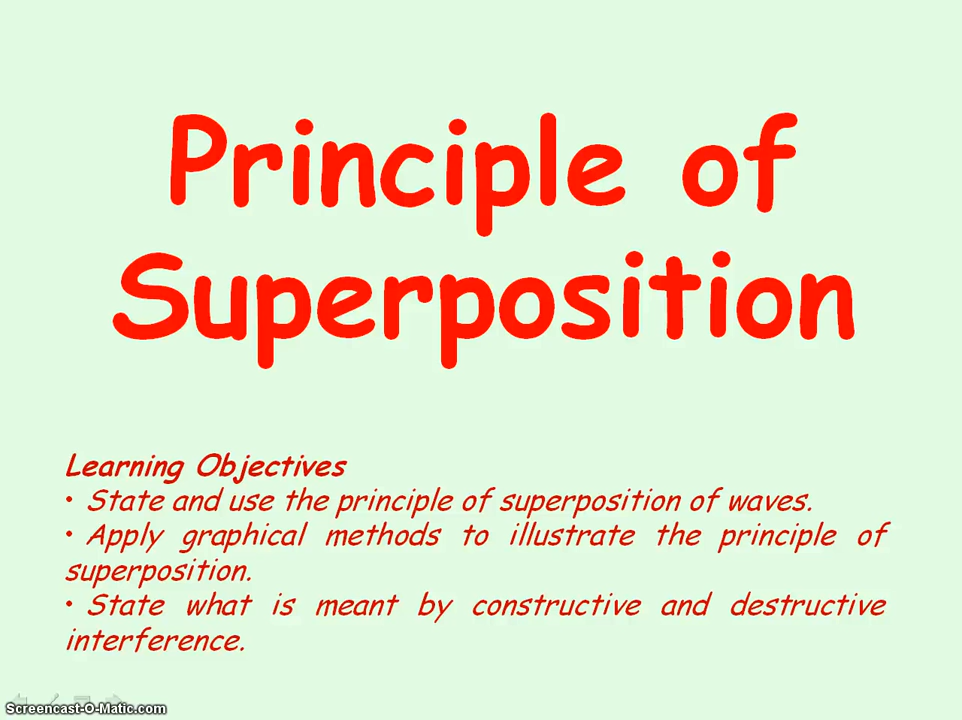 Principle of
Superposition
Learning Objectives
• State and use the principle of superposition of waves.
• Apply graphical methods to illustrate the principle of
superposition.
• State what is meant by constructive and destructive
interference.
Screencast-O-Matic.com